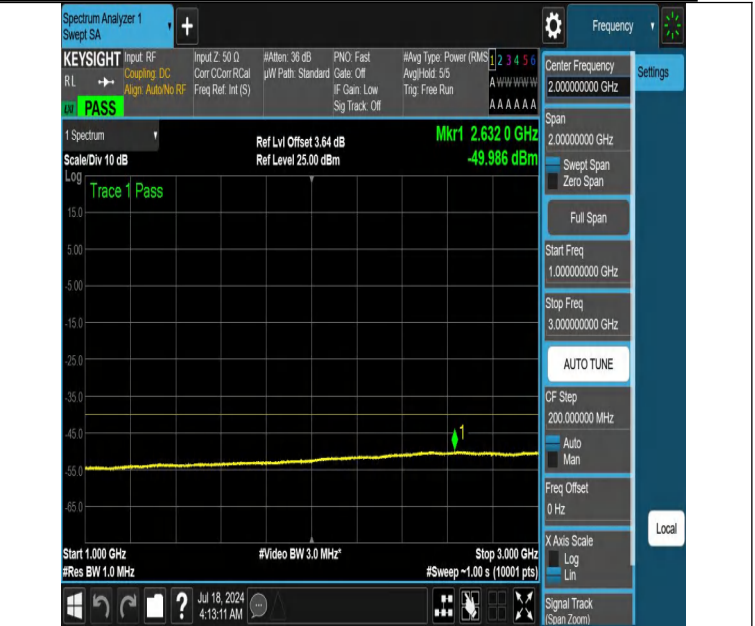 Spectrum Analyzer 1
Swept SA
Frequency
KEYSIGHT
RL
PASS
Input: RF
Coupling: DC
Align: Auto/No RF
Input Z: 50 Ω
Corr CCorr RCal
Freq Ref: Int (S)
#Atten: 36 dB
µW Path: Standard
PNO: Fast
Gate: Off
IF Gain: Low
Sig Track: Off
#Avg Type: Power (RMS
Avg|Hold: 5/5
Trig: Free Run
1 2 3 4 5 6
A W W W W W
A A A A A A
1 Spectrum
Scale/Div 10 dB
Ref Lvl Offset 3.64 dB
Ref Level 25.00 dBm
Mkr1 2.632 0 GHz
-49.986 dBm
Log
Trace 1 Pass
15.0
5.00
-5.00
-15.0
-25.0
-35.0
-45.0
-55.0
-65.0
1
Start 1.000 GHz
#Res BW 1.0 MHz
#Video BW 3.0 MHz*
Stop 3.000 GHz
#Sweep ~1.00 s (10001 pts)
Jul 18, 2024
4:13:11 AM
Center Frequency
2.000000000 GHz
Settings
Span
2.00000000 GHz
Swept Span
Zero Span
Full Span
Start Freq
1.000000000 GHz
Stop Freq
3.000000000 GHz
AUTO TUNE
CF Step
200.000000 MHz
Auto
Man
Freq Offset
0 Hz
X Axis Scale
Log
Lin
Local
Signal Track
(Span Zoom)